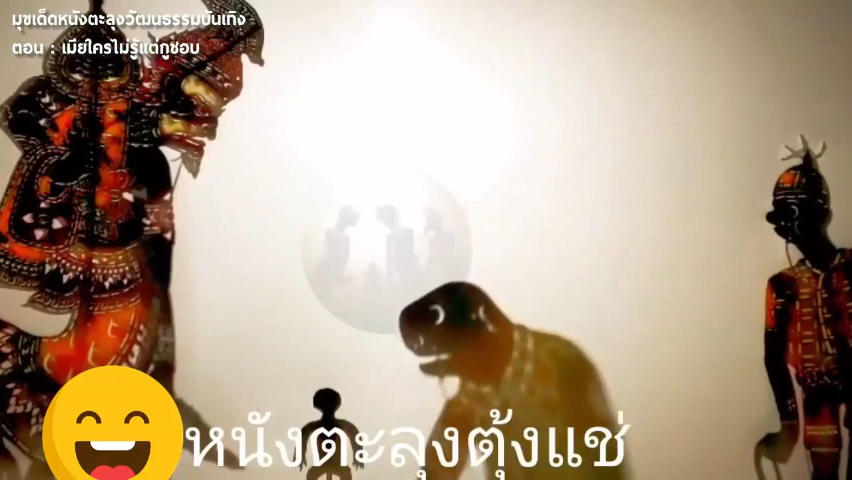 มุขเด็ดหนังตะลุงวัฒนธรรมบันเทิง
ตอน : เมียใครไม่รู้แต่กูชอบ
หนังตะลุงตุ้งแช่